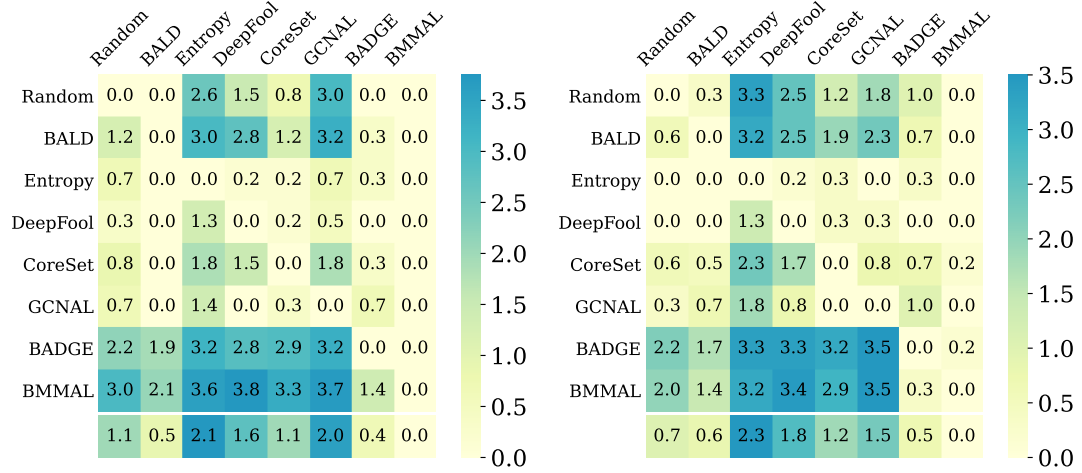 Random BALD Entropy DeepFool CoreSet GCNAL BADGE BMMAL
Random 0.0 0.0 2.6 1.5 0.8 3.0 0.0 0.0
BALD 1.2 0.0 3.0 2.8 1.2 3.2 0.3 0.0
Entropy 0.7 0.0 0.0 0.2 0.2 0.7 0.3 0.0
DeepFool 0.3 0.0 1.3 0.0 0.2 0.5 0.0 0.0
CoreSet 0.8 0.0 1.8 1.5 0.0 1.8 0.3 0.0
GCNAL 0.7 0.0 1.4 0.0 0.3 0.0 0.7 0.0
BADGE 2.2 1.9 3.2 2.8 2.9 3.2 0.0 0.0
BMMAL 3.0 2.1 3.6 3.8 3.3 3.7 1.4 0.0
1.1 0.5 2.1 1.6 1.1 2.0 0.4 0.0
3.5
3.0
2.5
2.0
1.5
1.0
0.5
0.0
Random BALD Entropy DeepFool CoreSet GCNAL BADGE BMMAL
Random 0.0 0.3 3.3 2.5 1.2 1.8 1.0 0.0
BALD 0.6 0.0 3.2 2.5 1.9 2.3 0.7 0.0
Entropy 0.0 0.0 0.0 0.2 0.3 0.0 0.3 0.0
DeepFool 0.0 0.0 1.3 0.0 0.3 0.3 0.0 0.0
CoreSet 0.6 0.5 2.3 1.7 0.0 0.8 0.7 0.2
GCNAL 0.3 0.7 1.8 0.8 0.0 0.0 1.0 0.0
BADGE 2.2 1.7 3.3 3.3 3.2 3.5 0.0 0.2
BMMAL 2.0 1.4 3.2 3.4 2.9 3.5 0.3 0.0
0.7 0.6 2.3 1.8 1.2 1.5 0.5 0.0
3.5
3.0
2.5
2.0
1.5
1.0
0.5
0.0